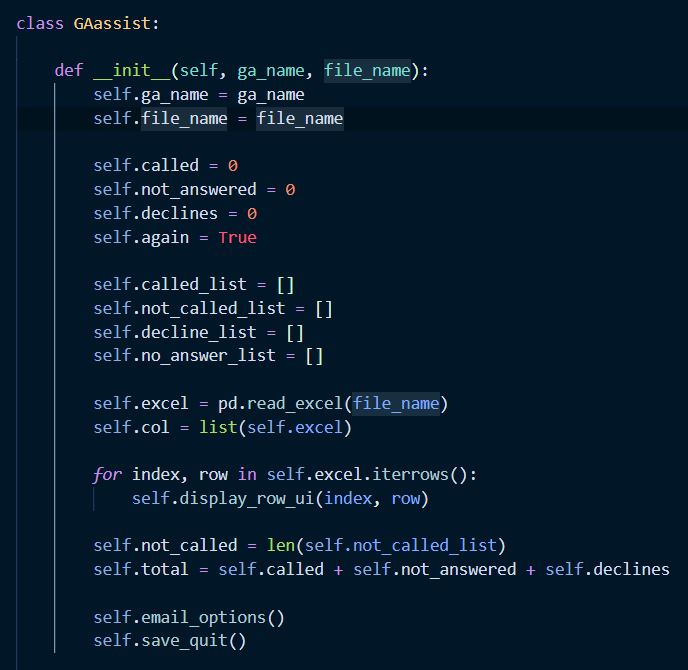 class GAassist:
def __init__(self, ga_name, file_name):
self.ga_name = ga_name
self.file_name = file_name
self.called = 0
self.not_answered = 0
self.declines = 0
self.again = True
self.called_list = []
self.not_called_list = []
self.decline_list = []
self.no_answer_list = []
self.excel = pd.read_excel(file_name)
self.col = list(self.excel)
for index, row in self.excel.iterrows():
self.display_row_ui(index, row)
self.not_called = len(self.not_called_list)
self.total = self.called + self.not_answered + self.declines
self.email_options()
self.save_quit()